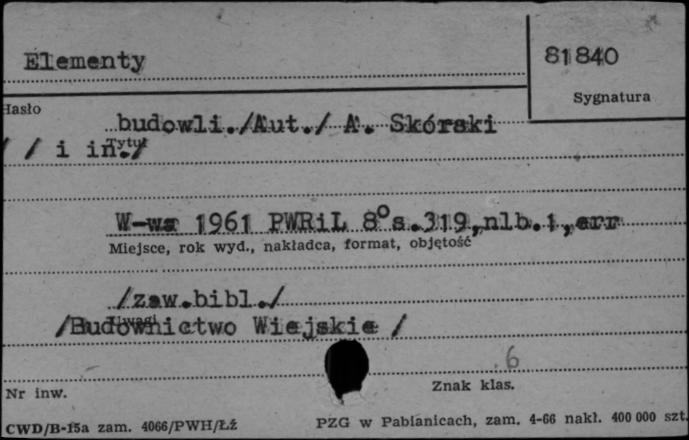 Elementy
81840
Sygnatura
Hasło
budowli./Aut./ A. Skórski
/ / i in./
Tytuł
W-wa 1961 PWRiL 8° s.319,nlb.1,err
Miejsce, rok wyd., nakładca, format, objętość
/zaw.bibl./
/Budownictwo Wiejskie /
Uwagi
6
Nr inw.
Znak klas.
CWD/B-15a zam. 4066/PWH/Łż
PZG w Pabianicach, zam. 4-66 nakł. 400 000 szt.